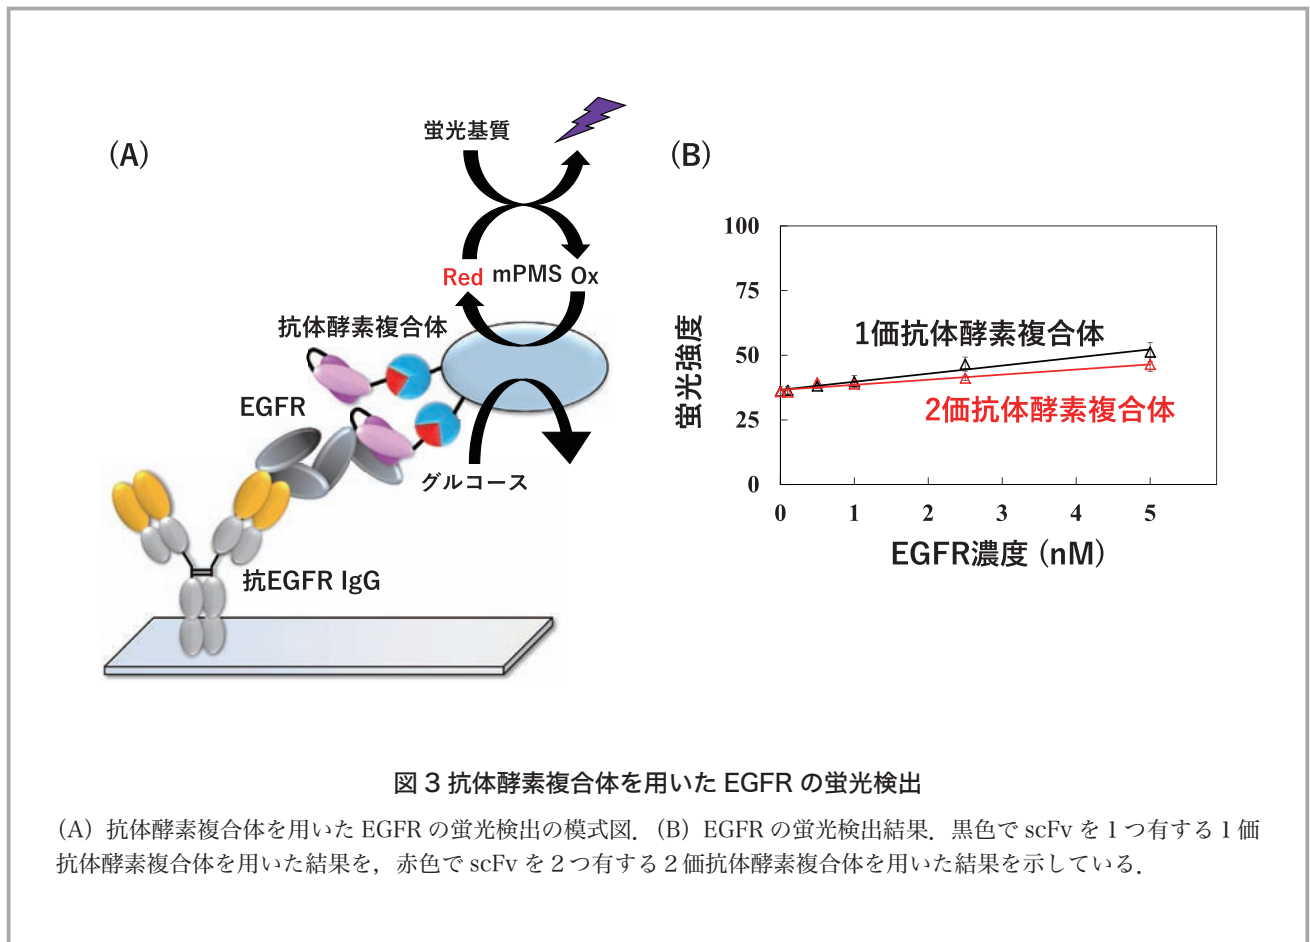 (A)
蛍光基質
Red mPMS Ox
抗体酵素複合体
EGFR
グルコース
抗EGFR IgG
(B)
100
75
50
25
0
蛍光強度
1価抗体酵素複合体
2価抗体酵素複合体
0 1 2 3 4 5
EGFR濃度 (nM)
図 3 抗体酵素複合体を用いた EGFR の蛍光検出
（A）抗体酵素複合体を用いた EGFR の蛍光検出の模式図．（B）EGFR の蛍光検出結果．黒色で scFv を 1 つ有する 1 価
抗体酵素複合体を用いた結果を，赤色で scFv を 2 つ有する 2 価抗体酵素複合体を用いた結果を示している．